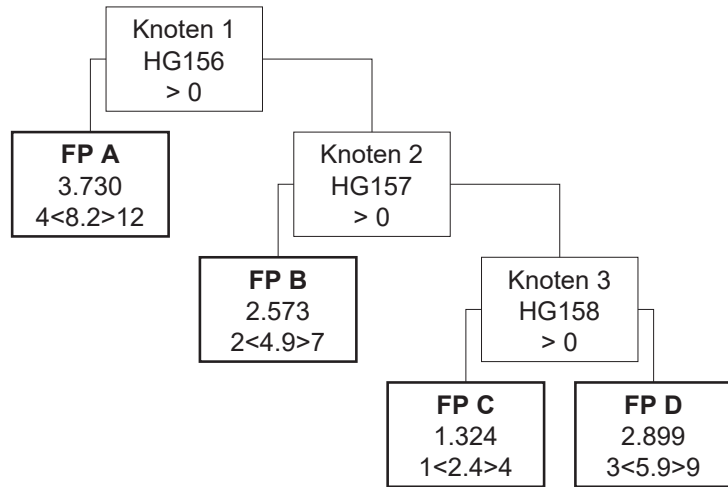 Knoten 1
HG156
> 0
FP A
3.730
4<8.2>12
Knoten 2
HG157
> 0
FP B
2.573
2<4.9>7
Knoten 3
HG158
> 0
FP C
1.324
1<2.4>4
FP D
2.899
3<5.9>9